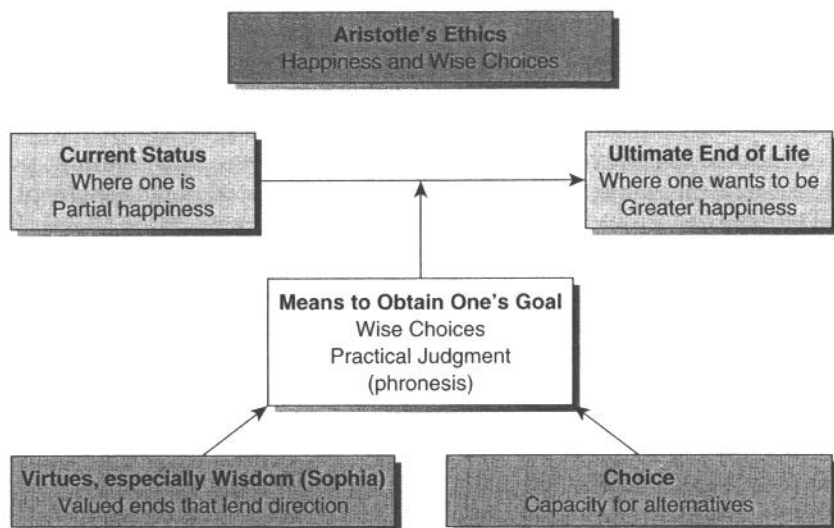 Aristotle's Ethics
Happiness and Wise Choices
Current Status
Where one is
Partial happiness
Ultimate End of Life
Where one wants to be
Greater happiness
Means to Obtain One's Goal
Wise Choices
Practical Judgment
(phronesis)
Virtues, especially Wisdom (Sophia)
Valued ends that lend direction
Choice
Capacity for alternatives